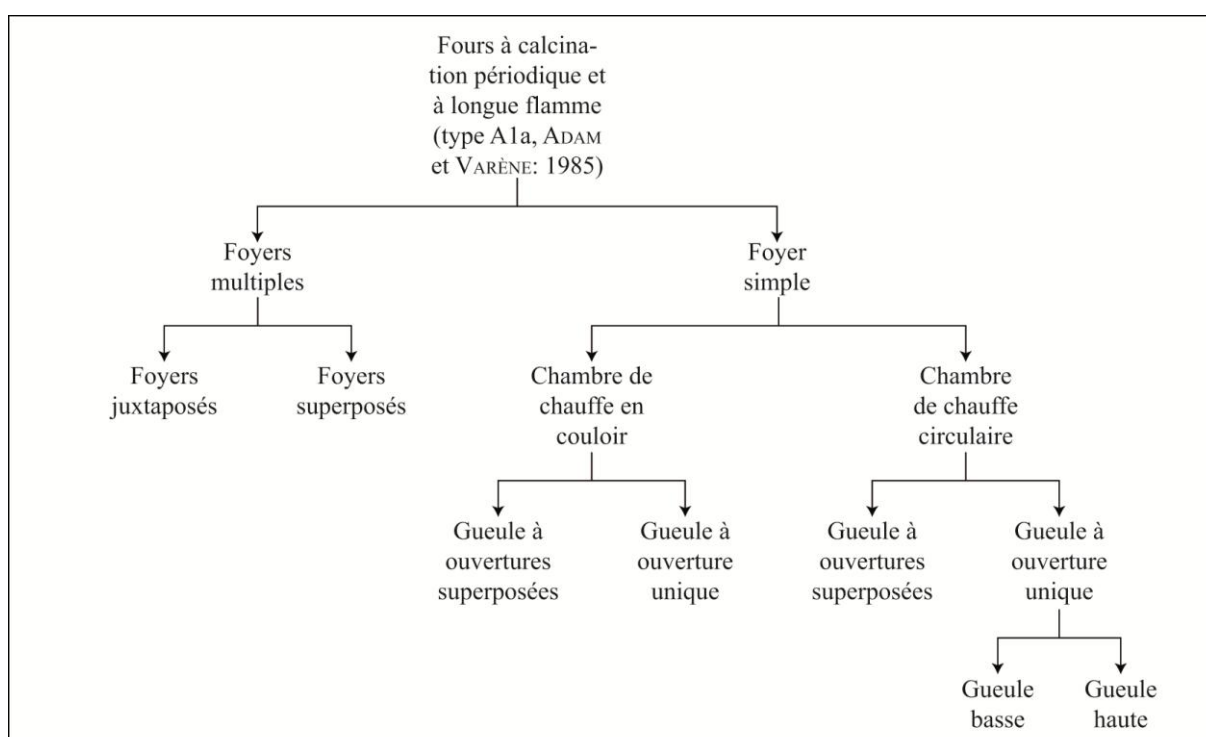 Fours à calcina-
tion périodique et
à longue flamme
(type A1a, ADAM
et VARÈNE: 1985)
Foyers
multiples
Foyer
simple
Foyers
juxtaposés
Foyers
superposés
Chambre de
chauffe en
couloir
Chambre
de chauffe
circulaire
Gueule à
ouvertures
superposées
Gueule à
ouverture
unique
Gueule à
ouvertures
superposées
Gueule à
ouverture
unique
Gueule
basse
Gueule
haute